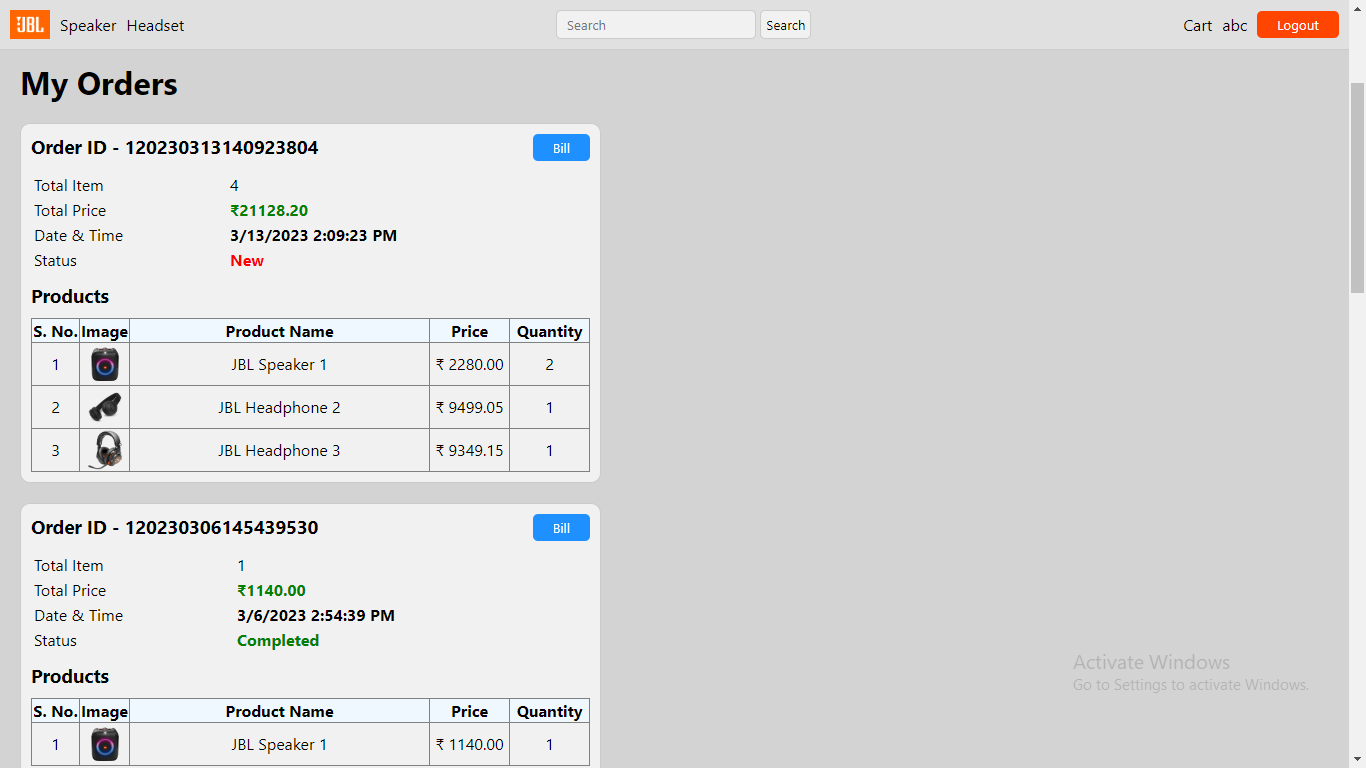 JBL Speaker Headset Search Search Cart abc Logout
My Orders
Order ID - 120230313140923804 Bill
Total Item 4
Total Price ₹21128.20
Date & Time 3/13/2023 2:09:23 PM
Status New
Products
S. No. Image Product Name Price Quantity
1 JBL Speaker 1 ₹ 2280.00 2
2 JBL Headphone 2 ₹ 9499.05 1
3 JBL Headphone 3 ₹ 9349.15 1
Order ID - 120230306145439530 Bill
Total Item 1
Total Price ₹1140.00
Date & Time 3/6/2023 2:54:39 PM
Status Completed
Activate Windows
Go to Settings to activate Windows.
Products
S. No. Image Product Name Price Quantity
1 JBL Speaker 1 ₹ 1140.00 1